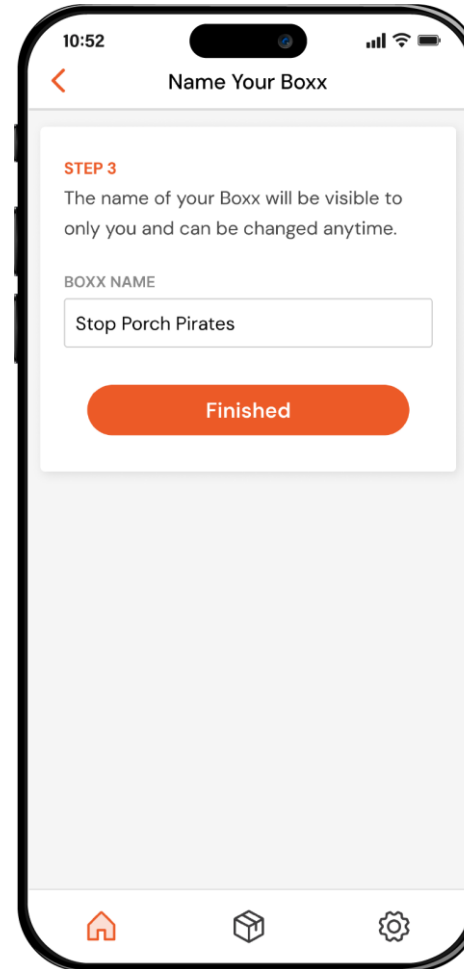 10:52
Name Your Boxx
STEP 3
The name of your Boxx will be visible to
only you and can be changed anytime.
BOXX NAME
Stop Porch Pirates
Finished